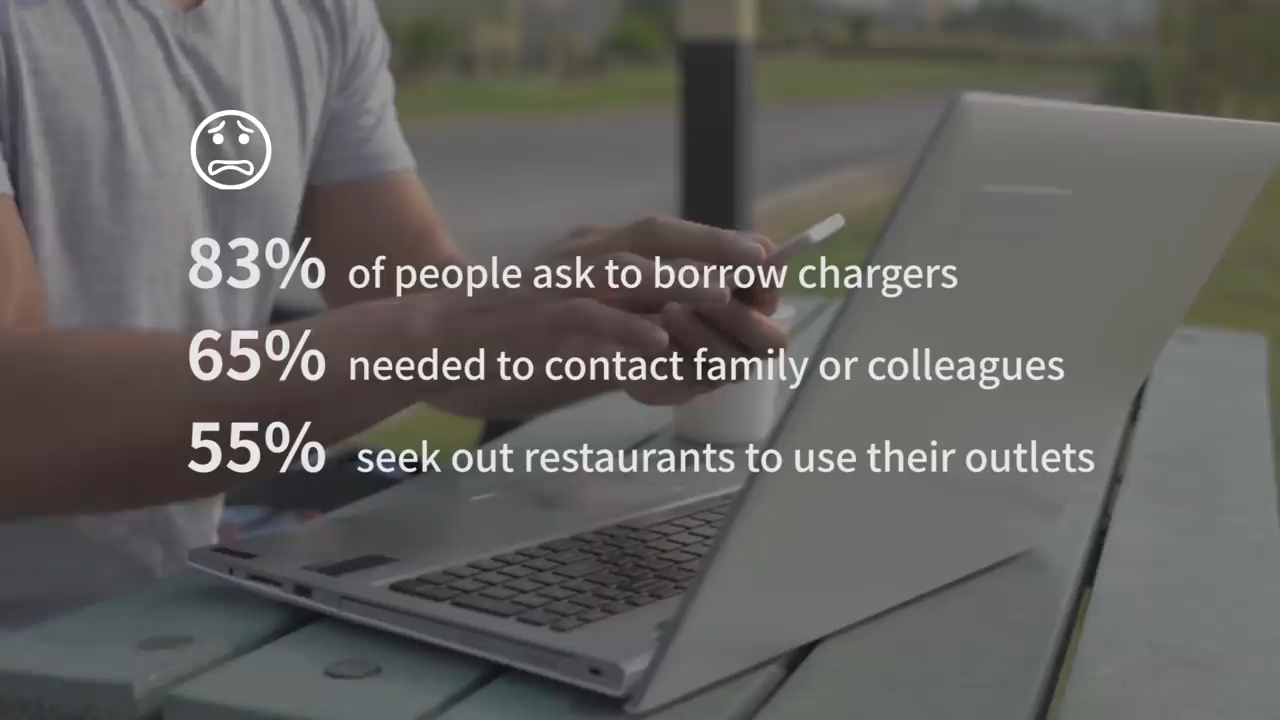 83% of people ask to borrow chargers
65% needed to contact family or colleagues
55% seek out restaurants to use their outlets